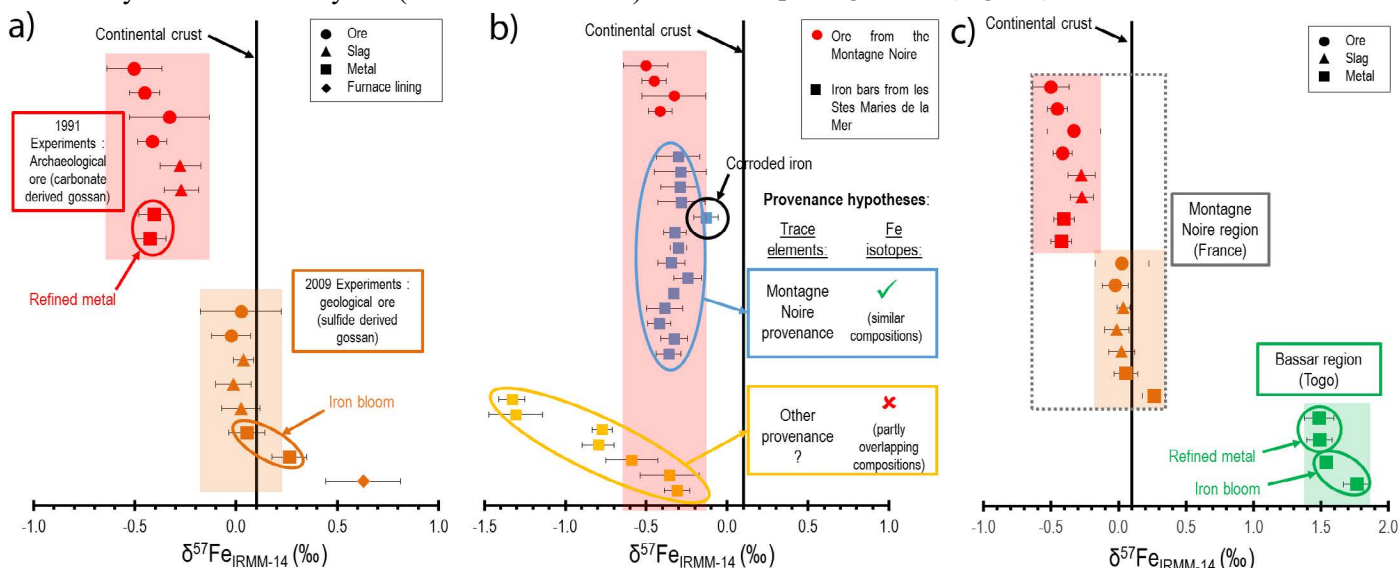 a)
Continental crust
Ore
Slag
Metal
Furnace lining
1991
Experiments :
Archaeological
ore (carbonate
derived gossan)
Refined metal
2009 Experiments :
geological ore
(sulfide derived
gossan)
Iron bloom
-1.0
-0.5
0.0
0.5
1.0
δ57FeIRMM-14 (‰)
b)
Continental crust
Orc from thc
Montagne Noire
Iron bars from les
Stes Maries de la
Mer
Corroded iron
Provenance hypotheses:
Trace
elements:
Fe
isotopes:
Montagne
Noire
provenance
✓
(similar
compositions)
Other
provenance
?
✘
(partly
overlapping
compositions)
-1.5
-1.0
-0.5
0.0
0.5
1.0
δ57FeIRMM-14 (‰)
c)
Continental crust
Ore
Slag
Metal
Montagne
Noire region
(France)
Bassar region
(Togo)
Refined metal
Iron bloom
-1.0
-0.5
0.0
0.5
1.0
1.5
2.0
δ57FeIRMM-14 (‰)